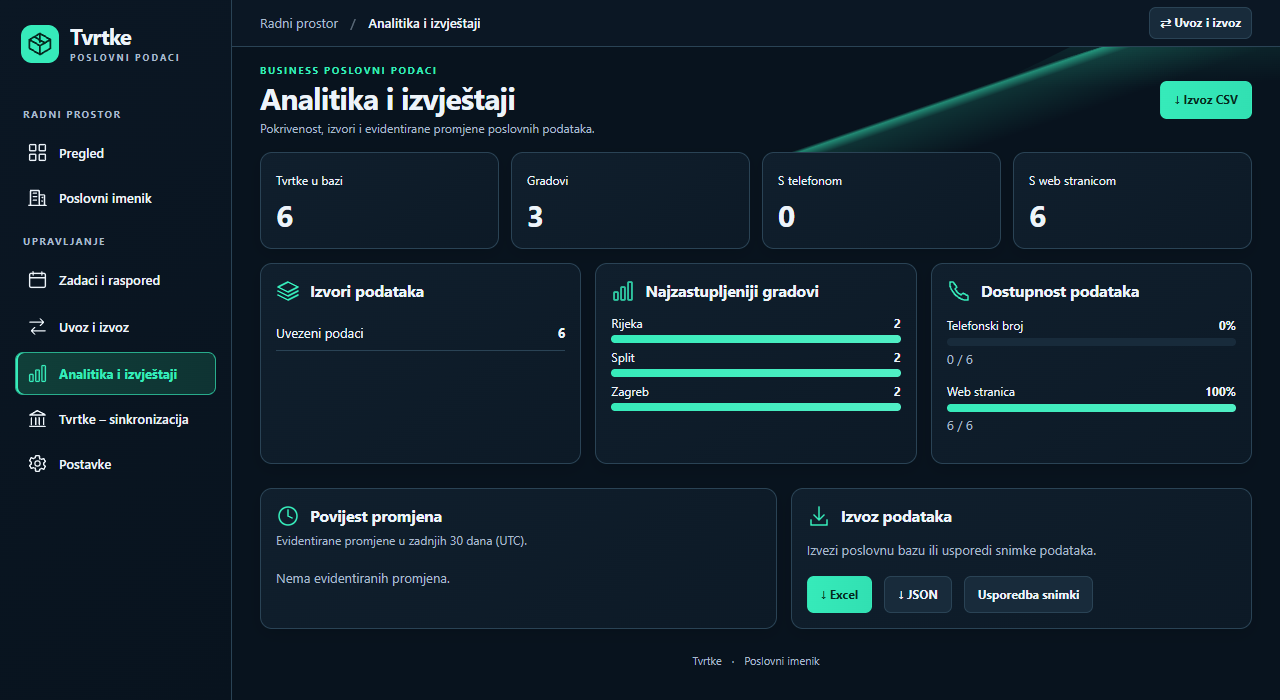 Tvrtke
POSLOVNI PODACI
RADNI PROSTOR
Pregled
Poslovni imenik
UPRAVLJANJE
Zadaci i raspored
Uvoz i izvoz
Analitika i izvještaji
Tvrtke – sinkronizacija
Postavke
Radni prostor / Analitika i izvještaji
⇄ Uvoz i izvoz
BUSINESS POSLOVNI PODACI
Analitika i izvještaji
Pokrivenost, izvori i evidentirane promjene poslovnih podataka.
↓ Izvoz CSV
Tvrtke u bazi
6
Gradovi
3
S telefonom
0
S web stranicom
6
Izvori podataka
Uvezeni podaci 6
Najzastupljeniji gradovi
Rijeka 2
Split 2
Zagreb 2
Dostupnost podataka
Telefonski broj 0%
0 / 6
Web stranica 100%
6 / 6
Povijest promjena
Evidentirane promjene u zadnjih 30 dana (UTC).
Nema evidentiranih promjena.
Izvoz podataka
Izvezi poslovnu bazu ili usporedi snimke podataka.
↓ Excel
↓ JSON
Usporedba snimki
Tvrtke · Poslovni imenik